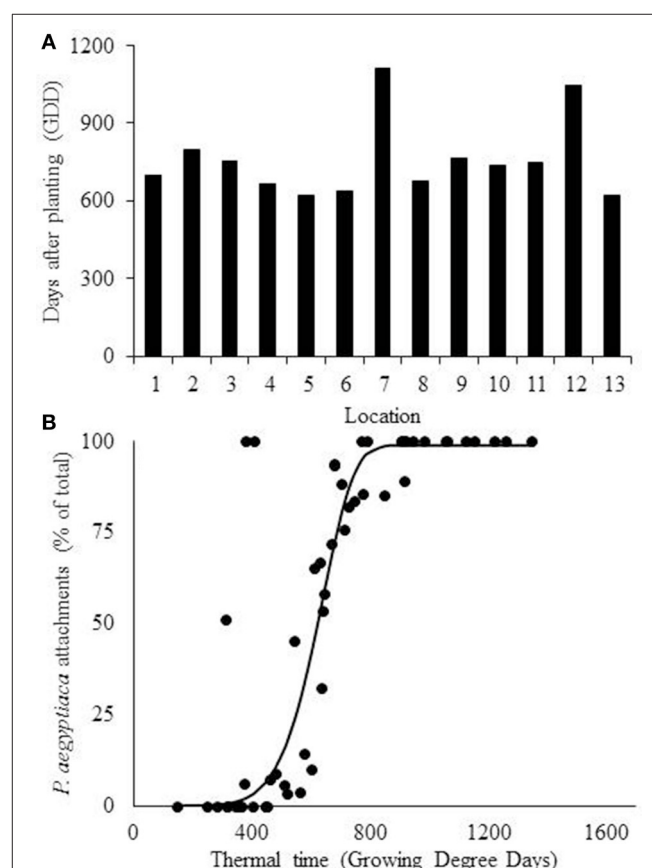 A
Days after planting (GDD)
1200
900
600
300
0
1 2 3 4 5 6 7 8 9 10 11 12 13
Location
B
P. aegyptiaca attachments (% of total)
100
75
50
25
0
0 400 800 1200 1600
Thermal time (Growing Degree Days)